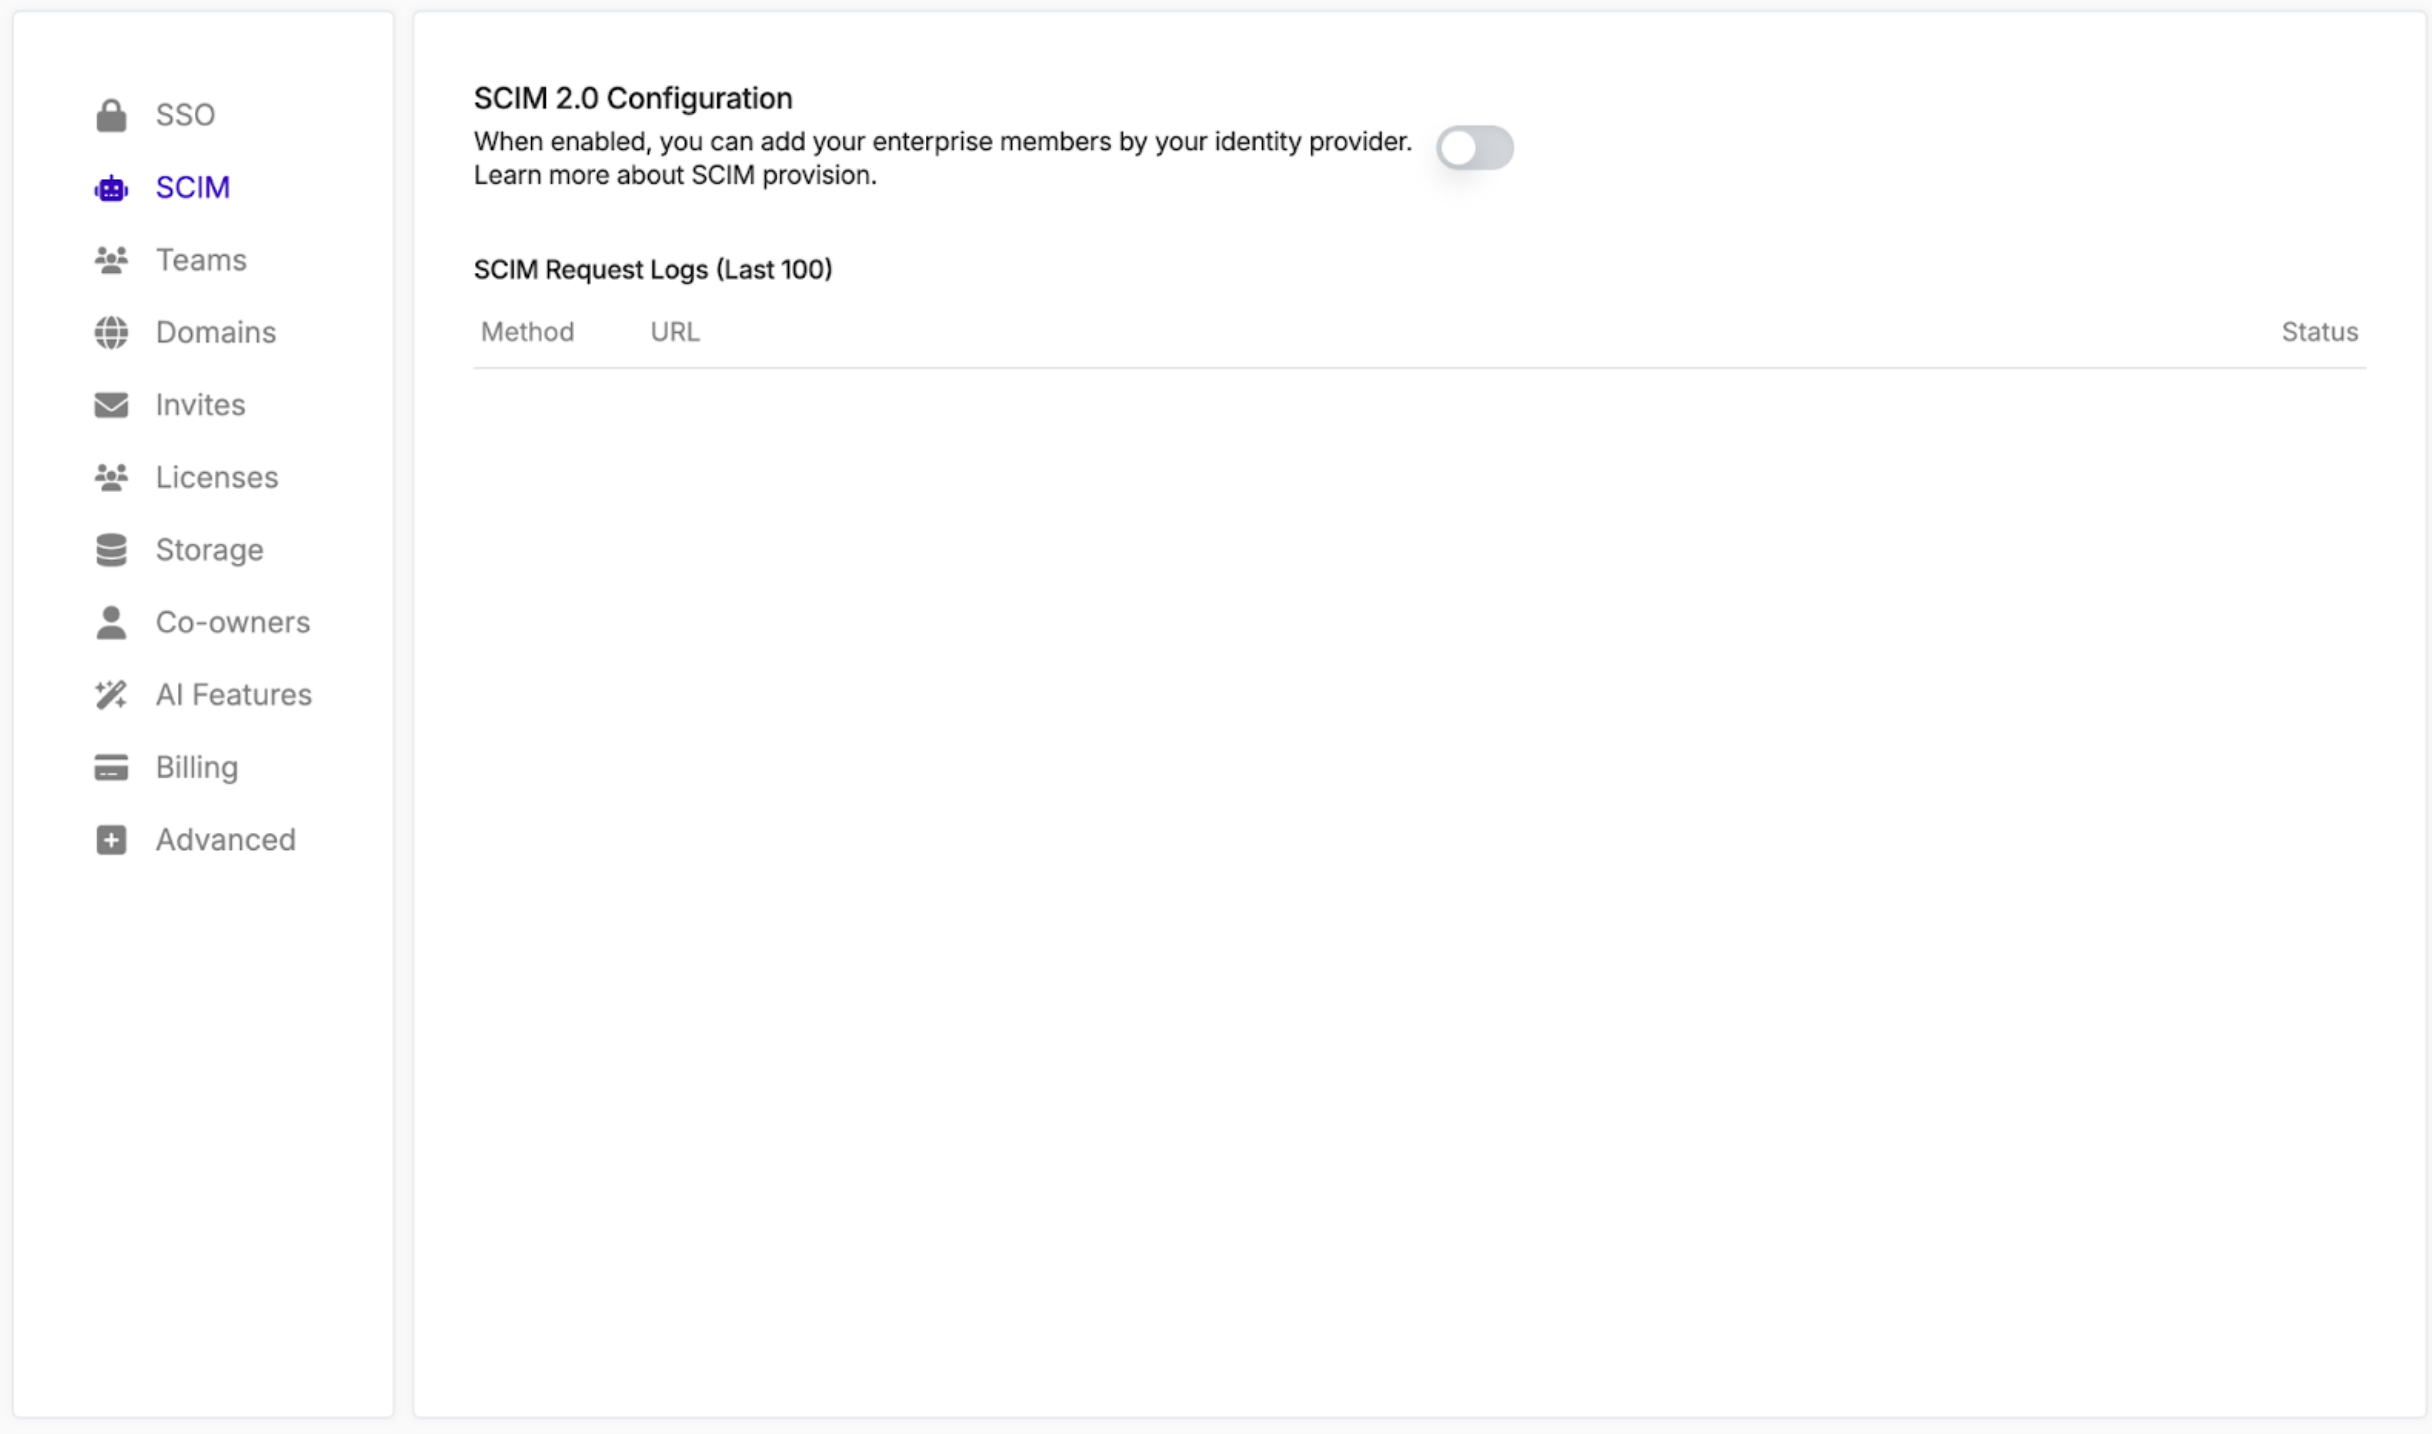 SSO
SCIM
Teams
Domains
Invites
Licenses
Storage
Co-owners
AI Features
Billing
Advanced
SCIM 2.0 Configuration
When enabled, you can add your enterprise members by your identity provider.
Learn more about SCIM provision.
SCIM Request Logs (Last 100)
Method URL Status